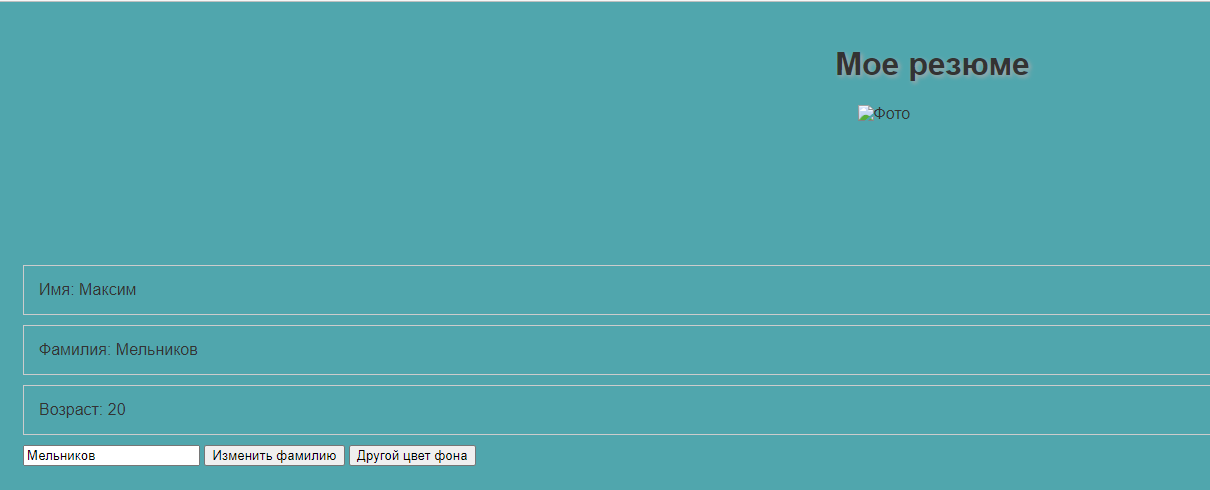 Мое резюме
Фото
Имя: Максим
Фамилия: Мельников
Возраст: 20
Мельников Изменить фамилию Другой цвет фона